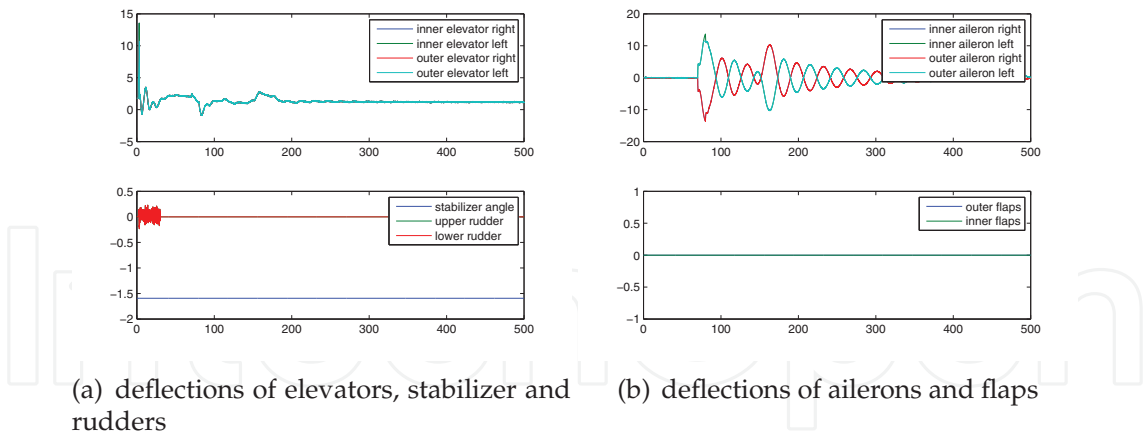 15
10
5
0
−5
0 100 200 300 400 500
inner elevator right
inner elevator left
outer elevator right
outer elevator left
0.5
0
−0.5
−1
−1.5
−2
0 100 200 300 400 500
stabilizer angle
upper rudder
lower rudder
(a) deflections of elevators, stabilizer and
rudders
20
10
0
−10
−20
0 100 200 300 400 500
inner aileron right
inner aileron left
outer aileron right
outer aileron left
1
0.5
0
−0.5
−1
0 100 200 300 400 500
outer flaps
inner flaps
(b) deflections of ailerons and flaps